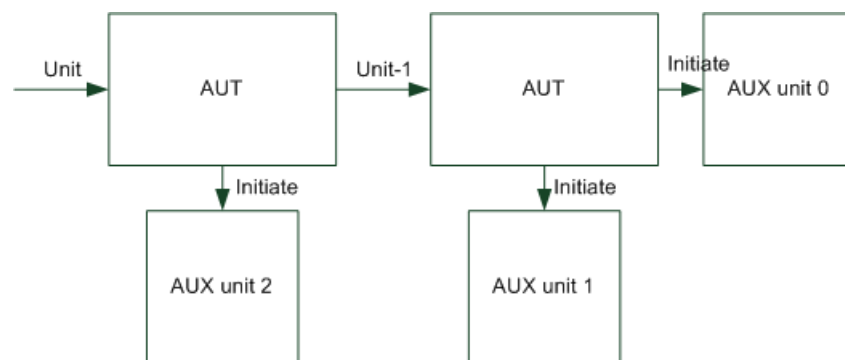 Unit
AUT
Unit-1
AUT
Initiate
AUX unit 0
Initiate
Initiate
AUX unit 2
AUX unit 1